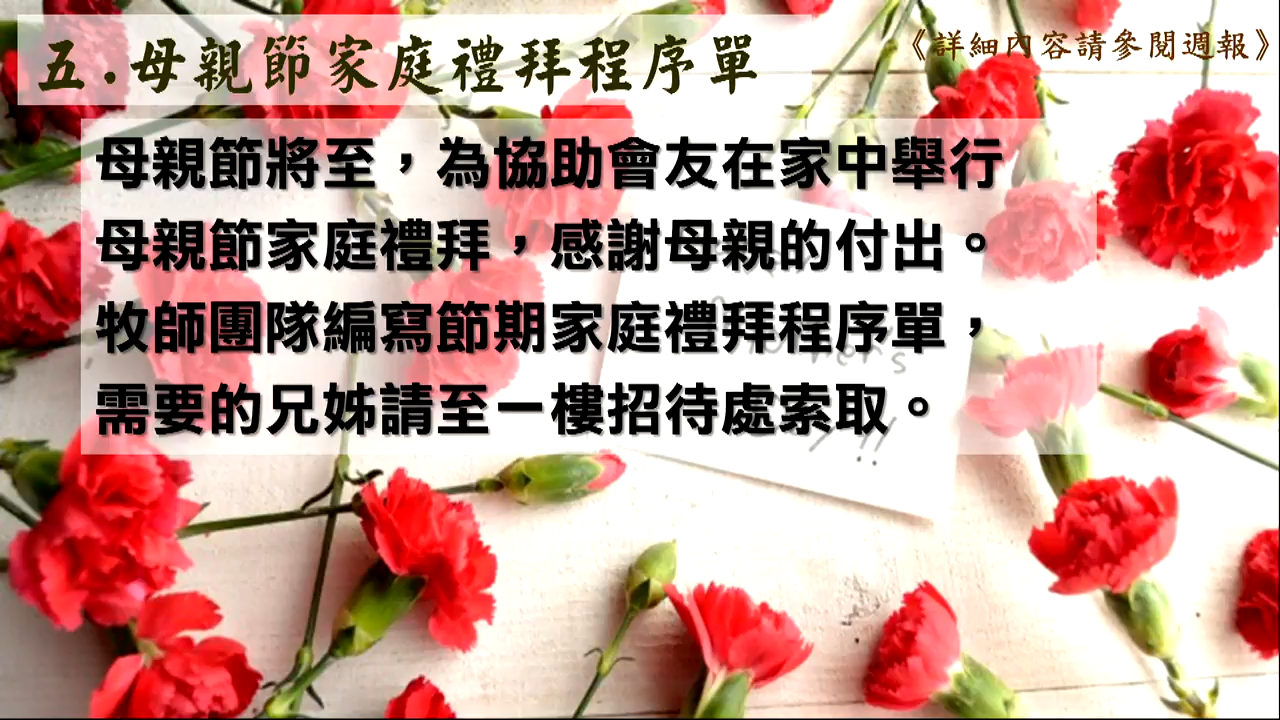 五.母親節家庭禮拜程序單
《詳細內容請參閱週報》
母親節將至，為協助會友在家中舉行
母親節家庭禮拜，感謝母親的付出。
牧師團隊編寫節期家庭禮拜程序單，
需要的兄姊請至一樓招待處索取。